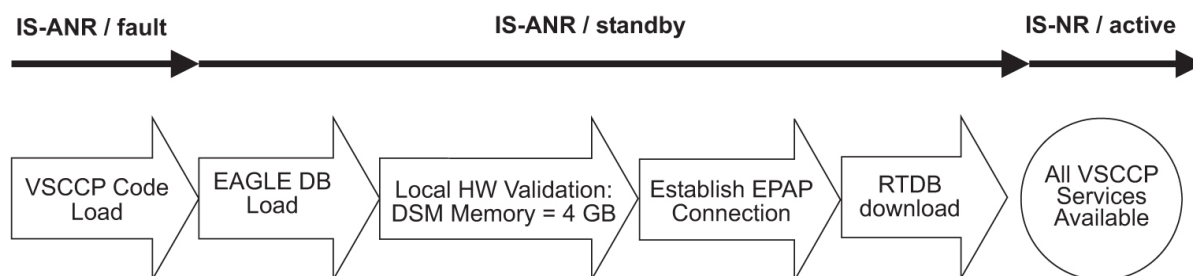 IS-ANR / fault
IS-ANR / standby
IS-NR / active
VSCCP Code
Load
EAGLE DB
Load
Local HW Validation:
DSM Memory = 4 GB
Establish EPAP
Connection
RTDB
download
All VSCCP
Services
Available